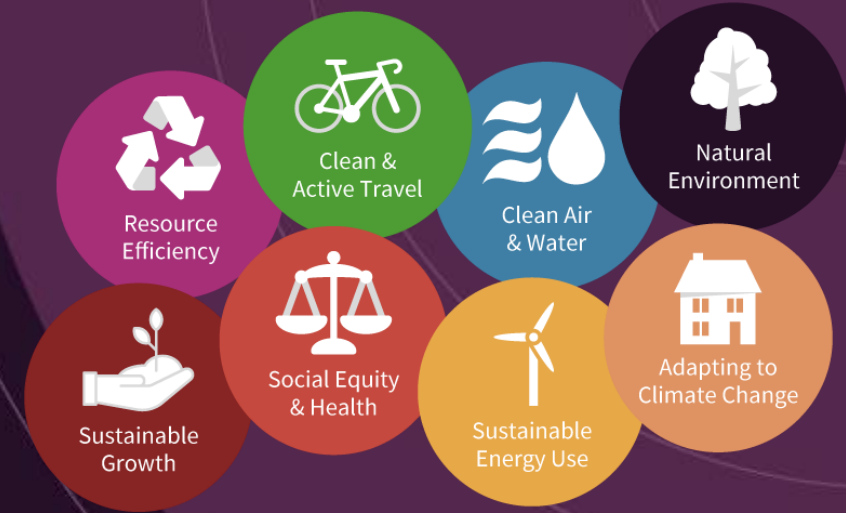 Resource
Efficiency
Clean &
Active Travel
Clean Air
& Water
Natural
Environment
Sustainable
Growth
Social Equity
& Health
Sustainable
Energy Use
Adapting to
Climate Change